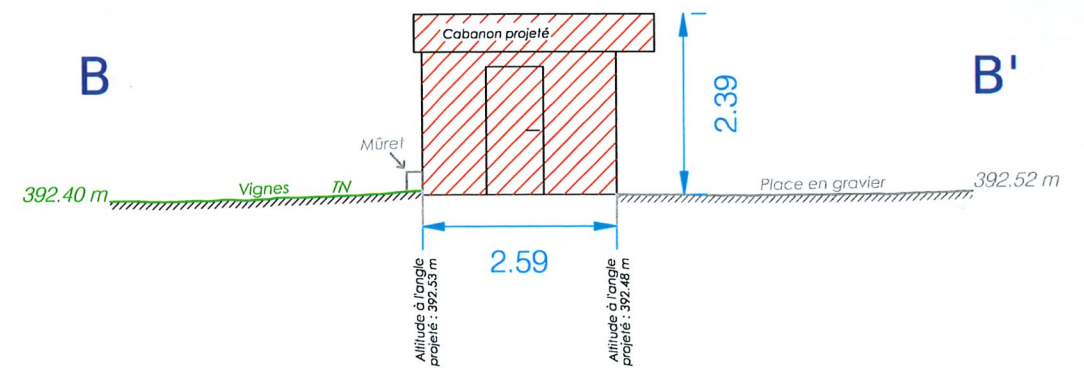 Cabanon projeté
B
B'
2.39
Mûret
392.40 m
Vignes
TN
Place en gravier
392.52 m
2.59
Altitude à l'angle
projeté : 392.53 m
Altitude à l'angle
projeté : 392.48 m